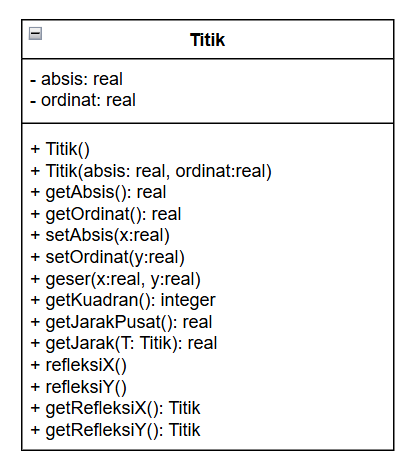 Titik
- absis: real
- ordinat: real
+ Titik()
+ Titik(absis: real, ordinat:real)
+ getAbsis(): real
+ getOrdinat(): real
+ setAbsis(x:real)
+ setOrdinat(y:real)
+ geser(x:real, y:real)
+ getKuadran(): integer
+ getJarakPusat(): real
+ getJarak(T: Titik): real
+ refleksiX()
+ refleksiY()
+ getRefleksiX(): Titik
+ getRefleksiY(): Titik